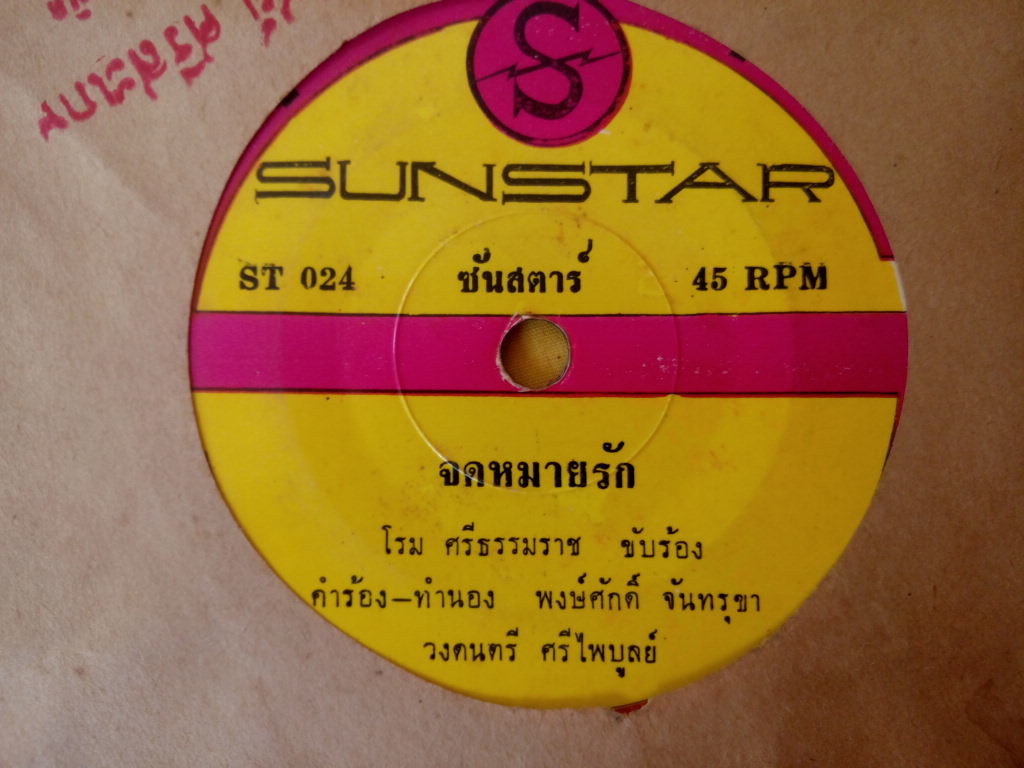 S
SUNSTAR
ST 024 ซันสตาร์ 45 RPM
จดหมายรัก
โรม ศรีธรรมราช ขับร้อง
คำร้อง-ทำนอง พงษ์ศักดิ์ จันทรุขา
วงดนตรี ศรีไพบูลย์